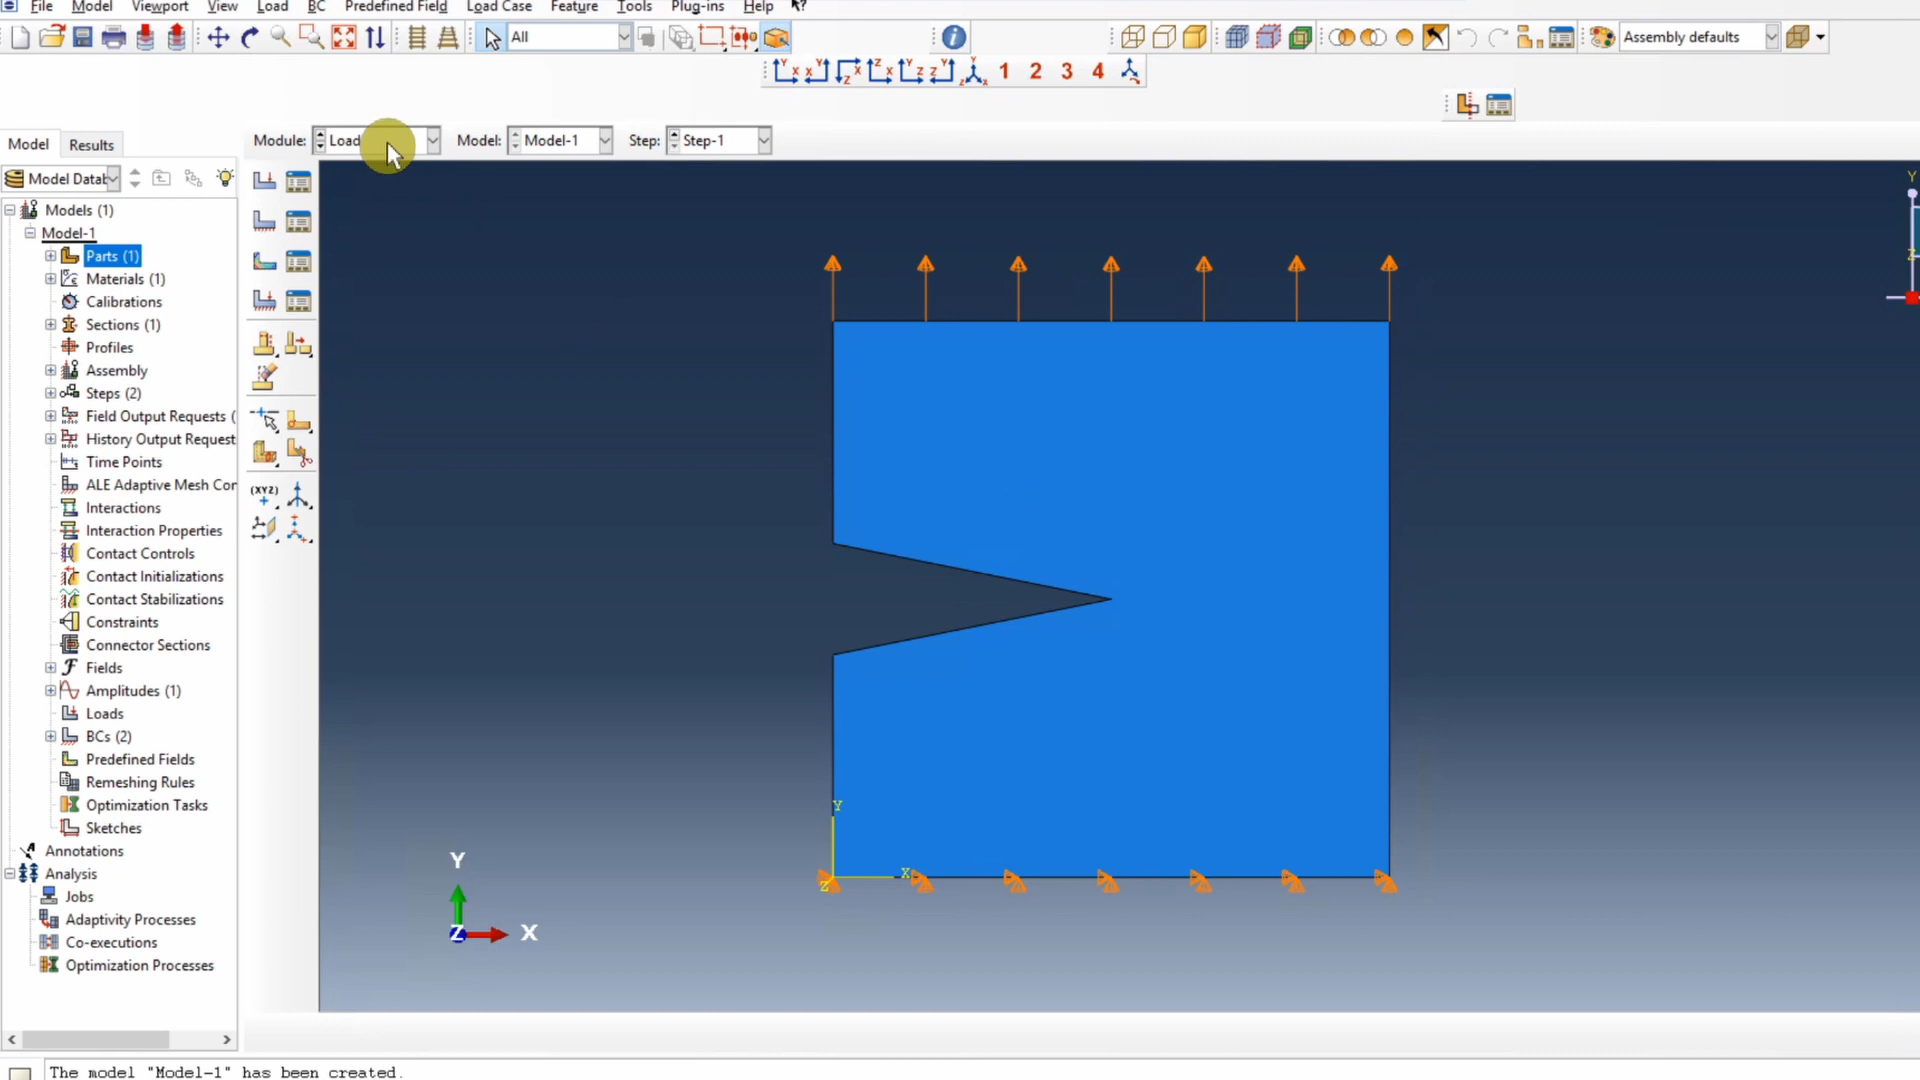 File Model Viewport View Load BC Predefined Field Load Case Feature Tools Plug-ins Help
All
Assembly defaults
1 2 3 4
Model Results
Module: Load Model: Model-1 Step: Step-1
Model Datab
Models (1)
Model-1
Parts (1)
Materials (1)
Calibrations
Sections (1)
Profiles
Assembly
Steps (2)
Field Output Requests (
History Output Request
Time Points
ALE Adaptive Mesh Cor
Interactions
Interaction Properties
Contact Controls
Contact Initializations
Contact Stabilizations
Constraints
Connector Sections
Fields
Amplitudes (1)
Loads
BCs (2)
Predefined Fields
Remeshing Rules
Optimization Tasks
Sketches
Annotations
Analysis
Jobs
Adaptivity Processes
Co-executions
Optimization Processes
(XYZ)
Y
Z
Y
X
Z
Y
Z X
The model "Model-1" has been created.